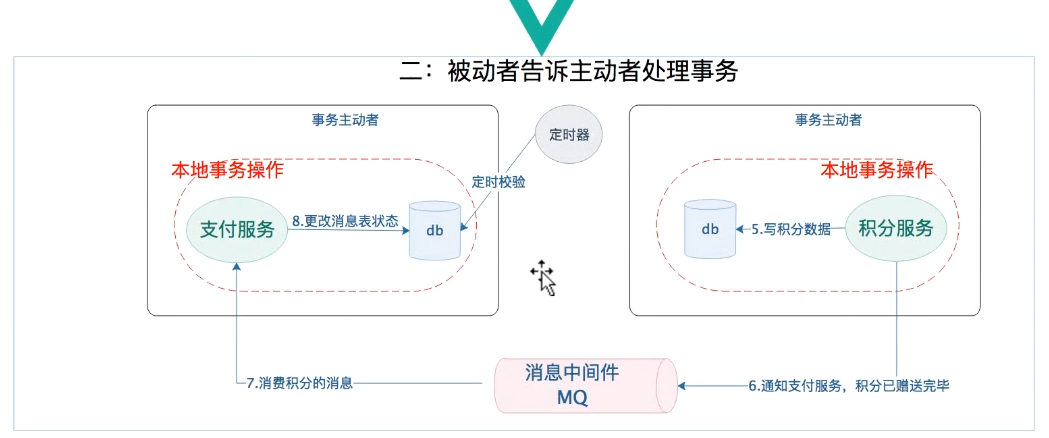 二：被动者告诉主动者处理事务
事务主动者
定时器
事务主动者
本地事务操作
本地事务操作
定时校验
支付服务
8.更改消息表状态
db
db
5.写积分数据
积分服务
7.消费积分的消息
消息中间件
MQ
6.通知支付服务，积分已赠送完毕